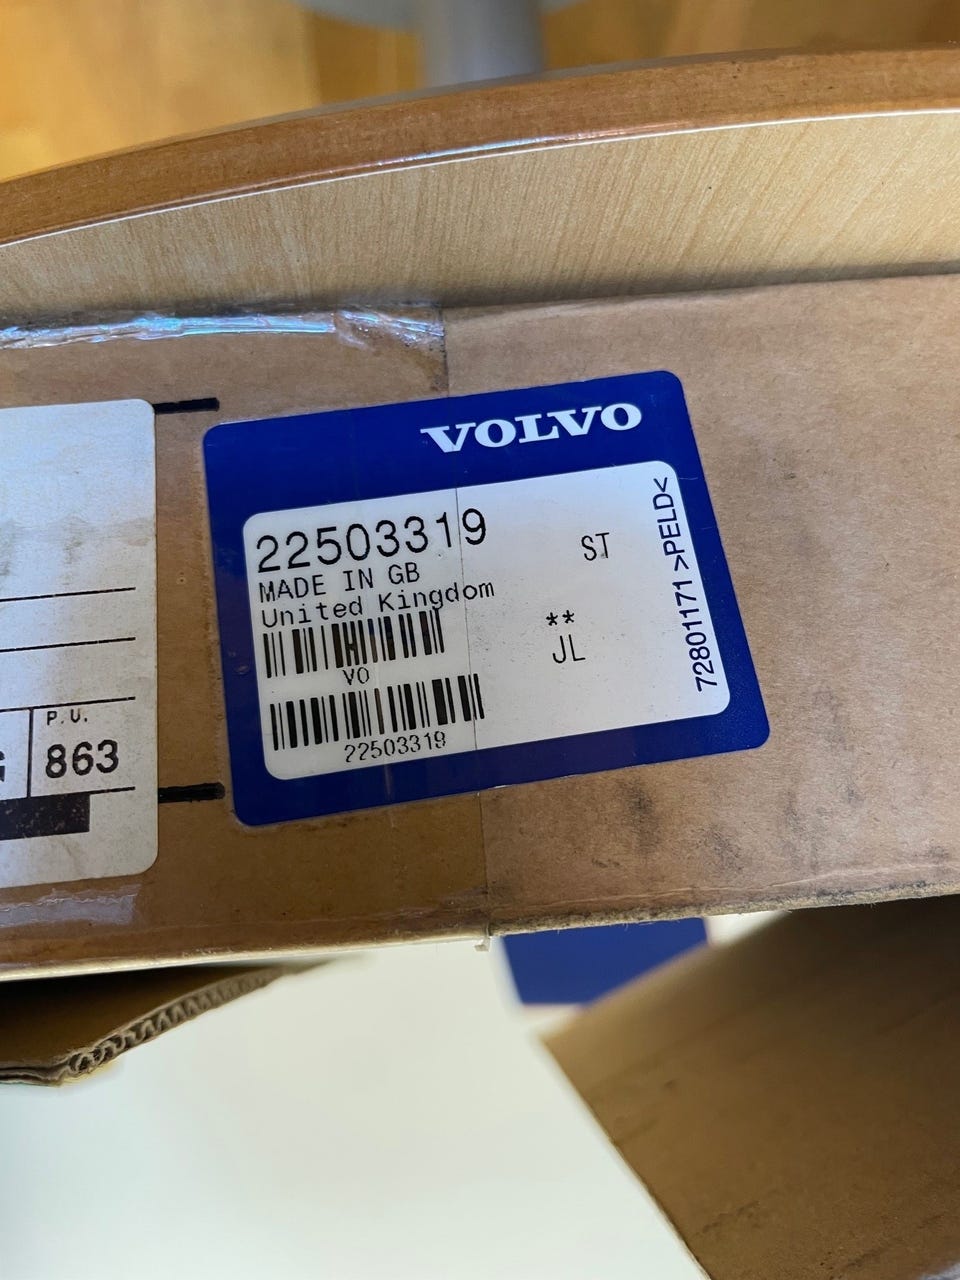 VOLVO
22503319
MADE IN GB
United Kingdom
ST
**
JL
VO
22503319
72801171 >PELD<
P.U.
863